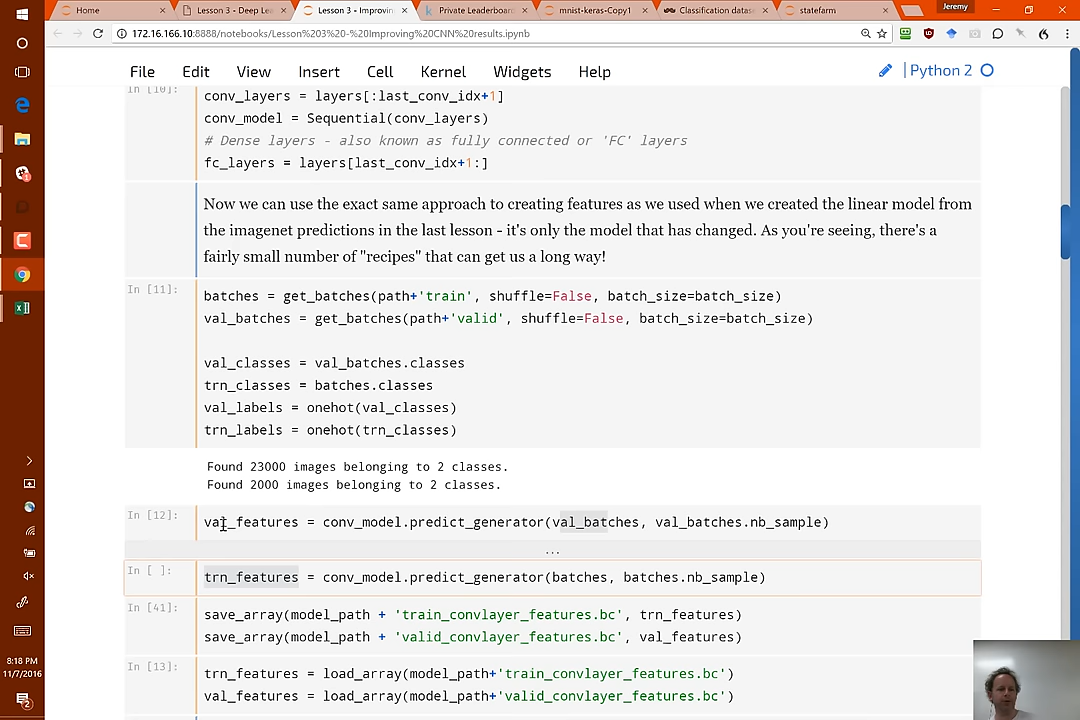 Home
Lesson 3 - Deep Le
Lesson 3 - Improvin
Private Leaderboard
mnist-keras-Copy1
Classification datase
statefarm
Jeremy
172.16.166.10:8888/notebooks/Lesson%203%20-%20Improving%20CNN%20results.ipynb
File Edit View Insert Cell Kernel Widgets Help
Python 2
In [10]:
conv_layers = layers[:last_conv_idx+1]
conv_model = Sequential(conv_layers)
# Dense layers - also known as fully connected or 'FC' layers
fc_layers = layers[last_conv_idx+1:]
Now we can use the exact same approach to creating features as we used when we created the linear model from
the imagenet predictions in the last lesson - it's only the model that has changed. As you're seeing, there's a
fairly small number of "recipes" that can get us a long way!
In [11]:
batches = get_batches(path+'train', shuffle=False, batch_size=batch_size)
val_batches = get_batches(path+'valid', shuffle=False, batch_size=batch_size)
val_classes = val_batches.classes
trn_classes = batches.classes
val_labels = onehot(val_classes)
trn_labels = onehot(trn_classes)
Found 23000 images belonging to 2 classes.
Found 2000 images belonging to 2 classes.
In [12]:
val_features = conv_model.predict_generator(val_batches, val_batches.nb_sample)
...
In [ ]:
trn_features = conv_model.predict_generator(batches, batches.nb_sample)
In [41]:
save_array(model_path + 'train_convlayer_features.bc', trn_features)
save_array(model_path + 'valid_convlayer_features.bc', val_features)
In [13]:
trn_features = load_array(model_path+'train_convlayer_features.bc')
val_features = load_array(model_path+'valid_convlayer_features.bc')
8:18 PM
11/7/2016